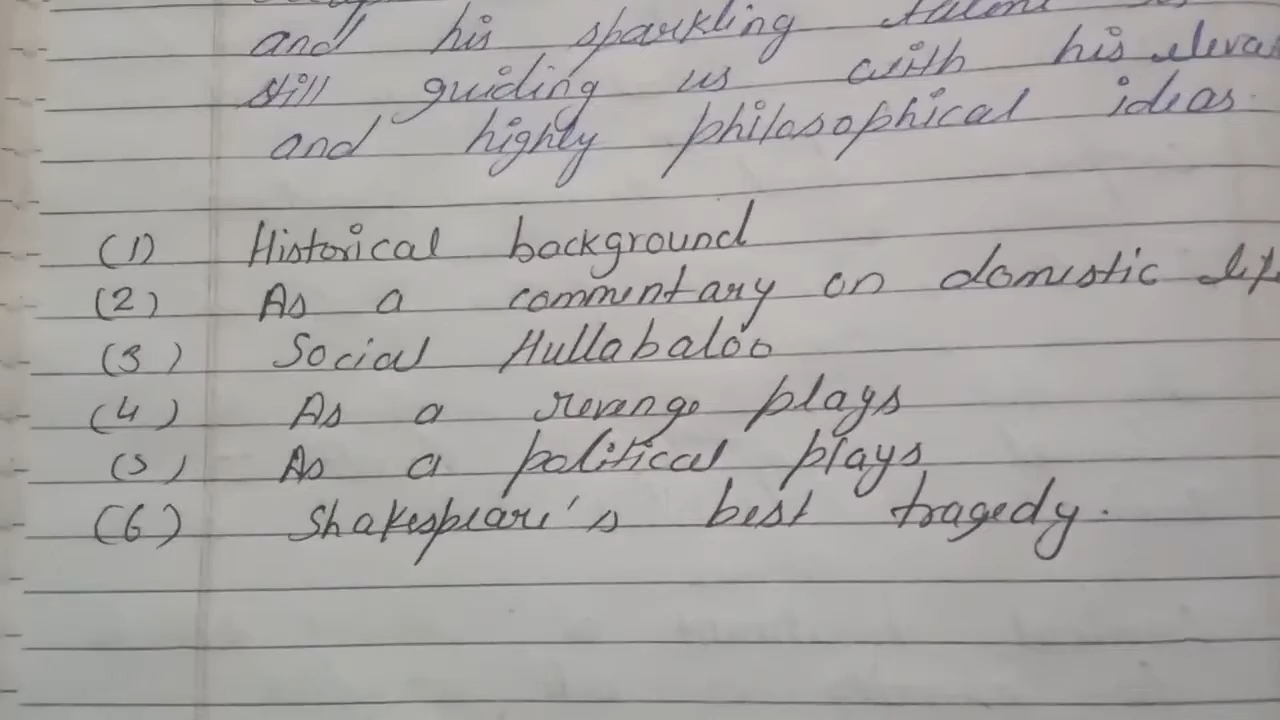 and his sparkling talent
still guiding us with his
and highly philosophical ideas.
(1) Historical background
(2) As a commentary on domestic
(3) Social Hullabaloo
(4) As a revenge plays
(5) As a political plays
(6) Shakespeare's best tragedy.